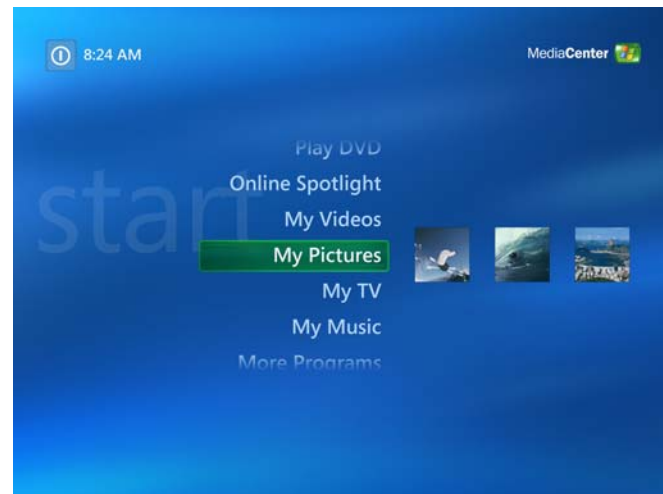 8:24 AM
MediaCenter
start
Play DVD
Online Spotlight
My Videos
My Pictures
My TV
My Music
More Programs